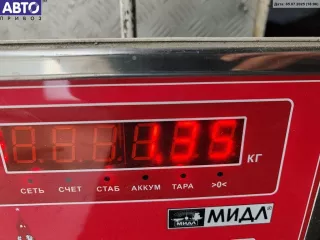 АВТО
ПРИВОЗ
1.35
КГ
СЕТЬ СЧЕТ СТАБ АККУМ ТАРА >0<
МИДЛ